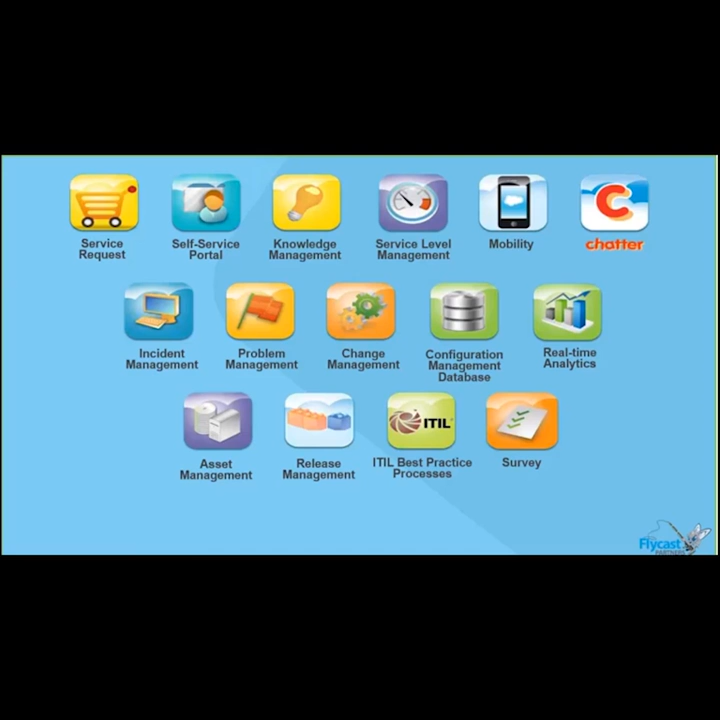 Service
Request
Self-Service
Portal
Knowledge
Management
Service Level
Management
Mobility
C
chatter
Incident
Management
Problem
Management
Change
Management
Configuration
Management
Database
Real-time
Analytics
Asset
Management
Release
Management
ITIL
ITIL Best Practice
Processes
Survey
Flycast
PARTNERS